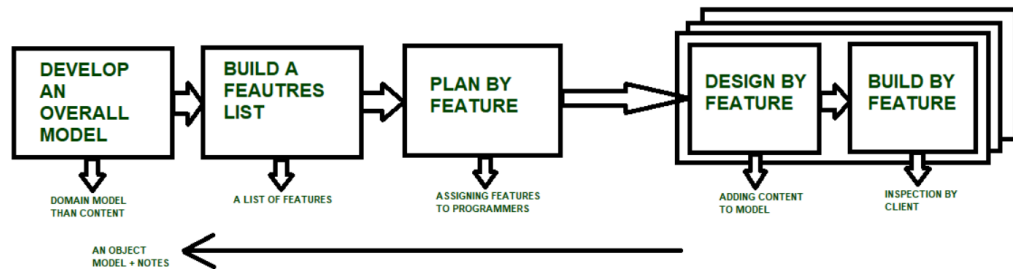 DEVELOP
AN
OVERALL
MODEL
BUILD A
FEAUTRES
LIST
PLAN BY
FEATURE
DESIGN BY
FEATURE
BUILD BY
FEATURE
DOMAIN MODEL
THAN CONTENT
A LIST OF FEATURES
ASSIGNING FEATURES
TO PROGRAMMERS
ADDING CONTENT
TO MODEL
INSPECTION BY
CLIENT
AN OBJECT
MODEL + NOTES